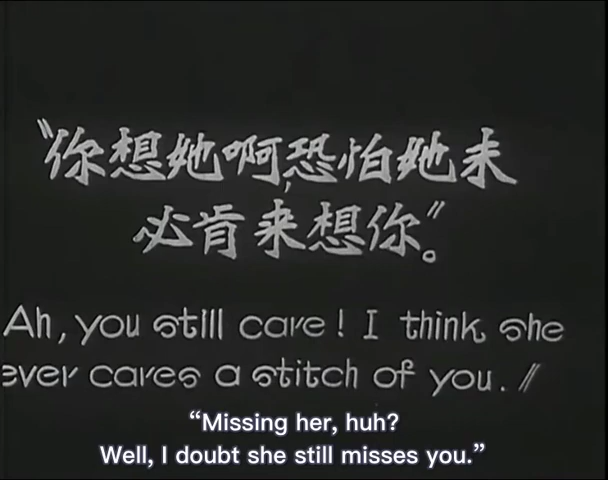 “你想她啊,恐怕她未
必肯来想你”。
Ah, you still care! I think she
ever cares a stitch of you.〃
“Missing her, huh?
Well, I doubt she still misses you.”